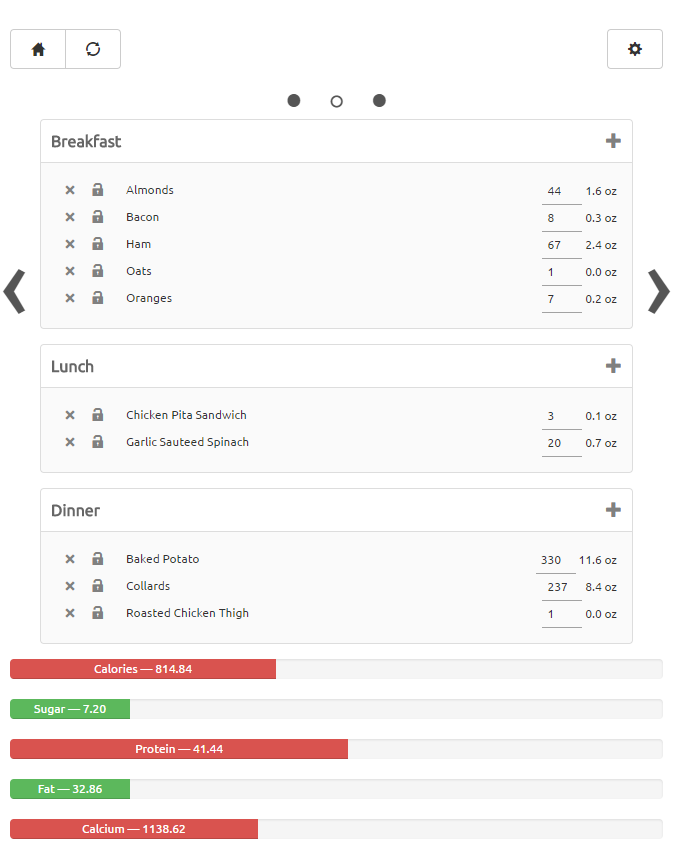 Breakfast
Almonds 44 1.6 oz
Bacon 8 0.3 oz
Ham 67 2.4 oz
Oats 1 0.0 oz
Oranges 7 0.2 oz
Lunch
Chicken Pita Sandwich 3 0.1 oz
Garlic Sauteed Spinach 20 0.7 oz
Dinner
Baked Potato 330 11.6 oz
Collards 237 8.4 oz
Roasted Chicken Thigh 1 0.0 oz
Calories — 814.84
Sugar — 7.20
Protein — 41.44
Fat — 32.86
Calcium — 1138.62